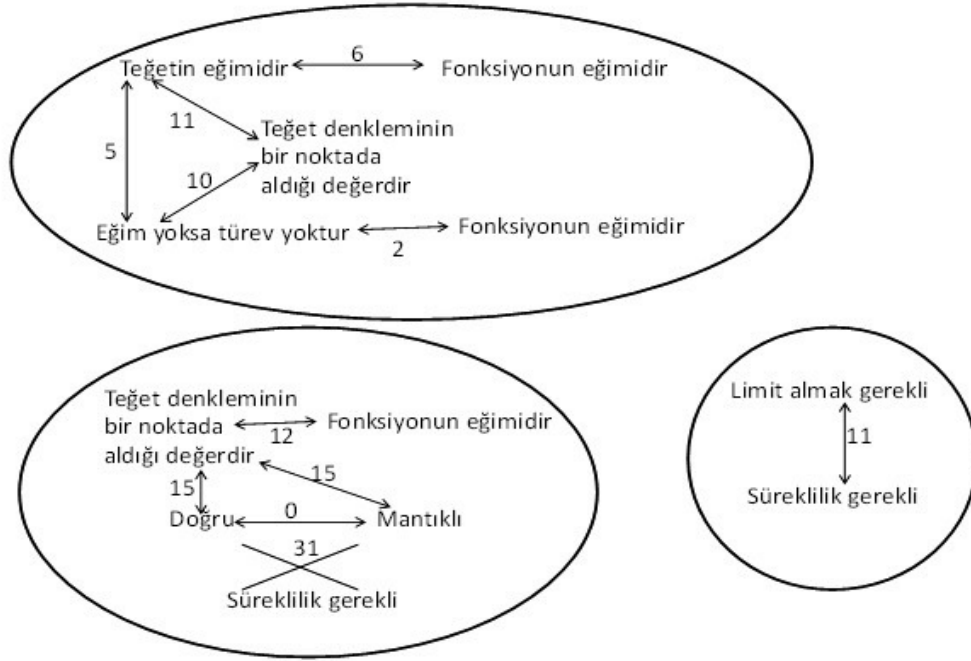 Teğetin eğimidir 6 Fonksiyonun eğimidir
11
Teğet denkleminin
5
bir noktada
10
aldığı değerdir
Eğim yoksa türev yoktur 2 Fonksiyonun eğimidir
Teğet denkleminin
bir noktada 12 Fonksiyonun eğimidir
aldığı değerdir
15 15
Doğru 0 Mantıklı
31
Süreklilik gerekli
Limit almak gerekli
11
Süreklilik gerekli